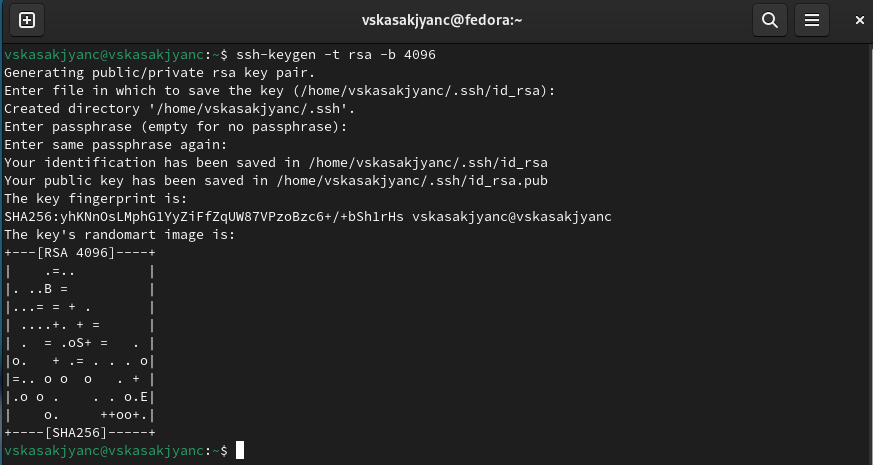 vskasakjyanc@fedora:~
vskasakjyanc@vskasakjyanc:~$ ssh-keygen -t rsa -b 4096
Generating public/private rsa key pair.
Enter file in which to save the key (/home/vskasakjyanc/.ssh/id_rsa):
Created directory '/home/vskasakjyanc/.ssh'.
Enter passphrase (empty for no passphrase):
Enter same passphrase again:
Your identification has been saved in /home/vskasakjyanc/.ssh/id_rsa
Your public key has been saved in /home/vskasakjyanc/.ssh/id_rsa.pub
The key fingerprint is:
SHA256:yhKNnOsLMphG1YyZiFfZqUW87VPzoBzc6+/+bSh1rHs vskasakjyanc@vskasakjyanc
The key's randomart image is:
+---[RSA 4096]----+
|    .=..         |
|. ..B =          |
|...= = + .       |
| ....+. + =      |
| .  = .oS+ =   . |
|o.   + .= . . . o|
|=.. o o  o   . + |
|.o o .    . . o.E|
|    o.     ++oo+.|
+----[SHA256]-----+
vskasakjyanc@vskasakjyanc:~$